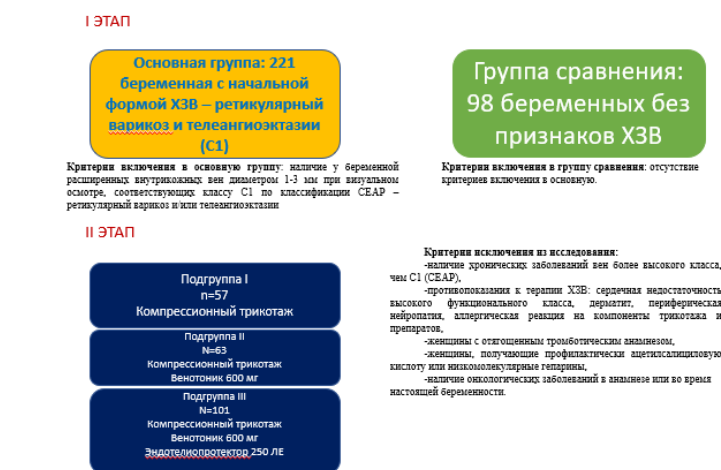 I ЭТАП
Основная группа: 221
беременная с начальной
формой ХЗВ – ретикулярный
варикоз и телеангиоэктазии
(С1)
Группа сравнения:
98 беременных без
признаков ХЗВ
Критерии включения в основную группу: наличие у беременной
расширенных внутрикожных вен диаметром 1-3 мм при визуальном
осмотре, соответствующих классу С1 по классификации СЕАР –
ретикулярный варикоз и/или телеангиоэктазии
Критерии включения в группу сравнения: отсутствие
критериев включения в основную.
II ЭТАП
Подгруппа I
n=57
Компрессионный трикотаж
Подгруппа II
N=63
Компрессионный трикотаж
Венотоник 600 мг
Подгруппа III
N=101
Компрессионный трикотаж
Венотоник 600 мг
Эндотелиопротектор 250 ЛЕ
Критерии исключения из исследования:
-наличие хронических заболеваний вен более высокого класса,
чем С1 (СЕАР),
-противопоказания к терапии ХЗВ: сердечная недостаточность
высокого функционального класса, дерматит, периферическая
нейропатия, аллергическая реакция на компоненты трикотажа и
препаратов,
-женщины с отягощенным тромботическим анамнезом,
-женщины, получающие профилактически ацетилсалициловую
кислоту или низкомолекулярные гепарины,
-наличие онкологических заболеваний в анамнезе или во время
настоящей беременности.